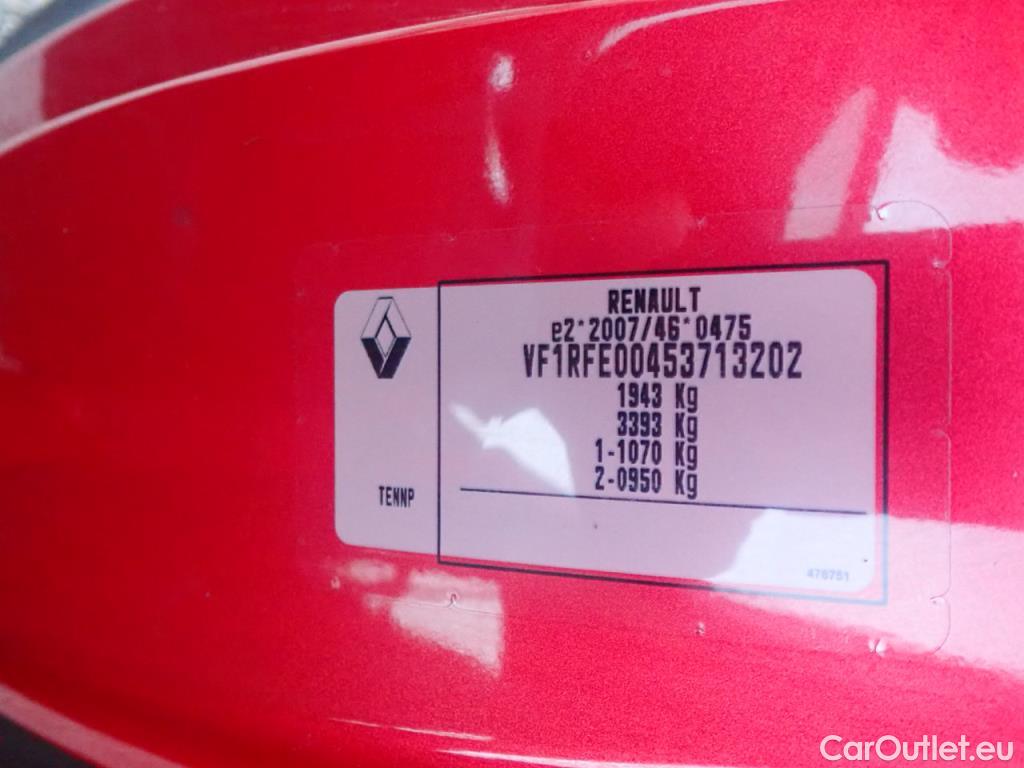 RENAULT
e2*2007/46*0475
VF1RFE00453713202
1943 Kg
3393 Kg
1-1070 Kg
2-0950 Kg
TENNP
476751
CarOutlet.eu